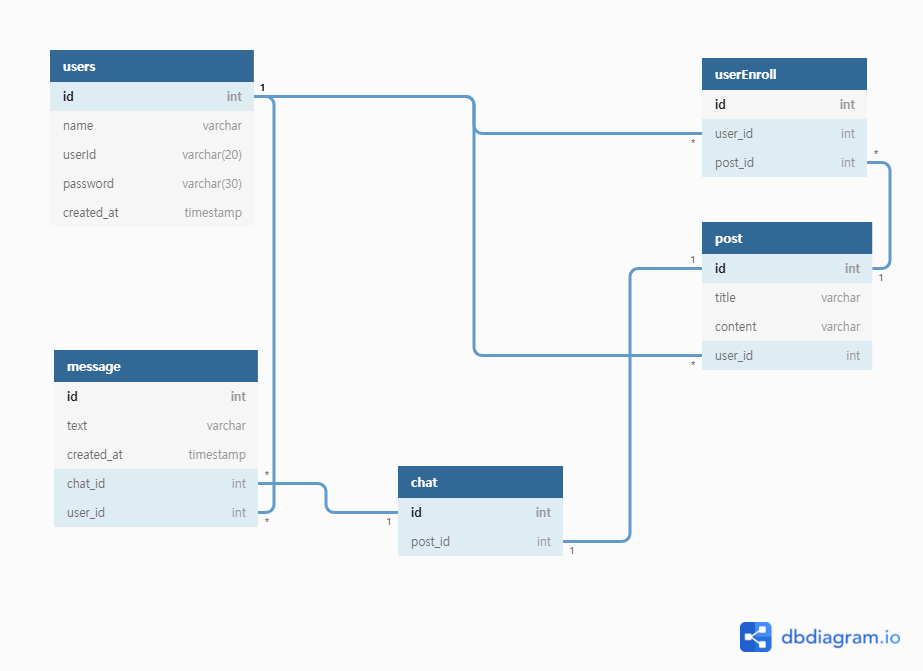 users
id int
name varchar
userId varchar(20)
password varchar(30)
created_at timestamp
1
userEnroll
id int
user_id int
post_id int
*
*
post
id int
title varchar
content varchar
user_id int
1
1
*
message
id int
text varchar
created_at timestamp
chat_id int
user_id int
*
*
chat
id int
post_id int
1
1
dbdiagram.io